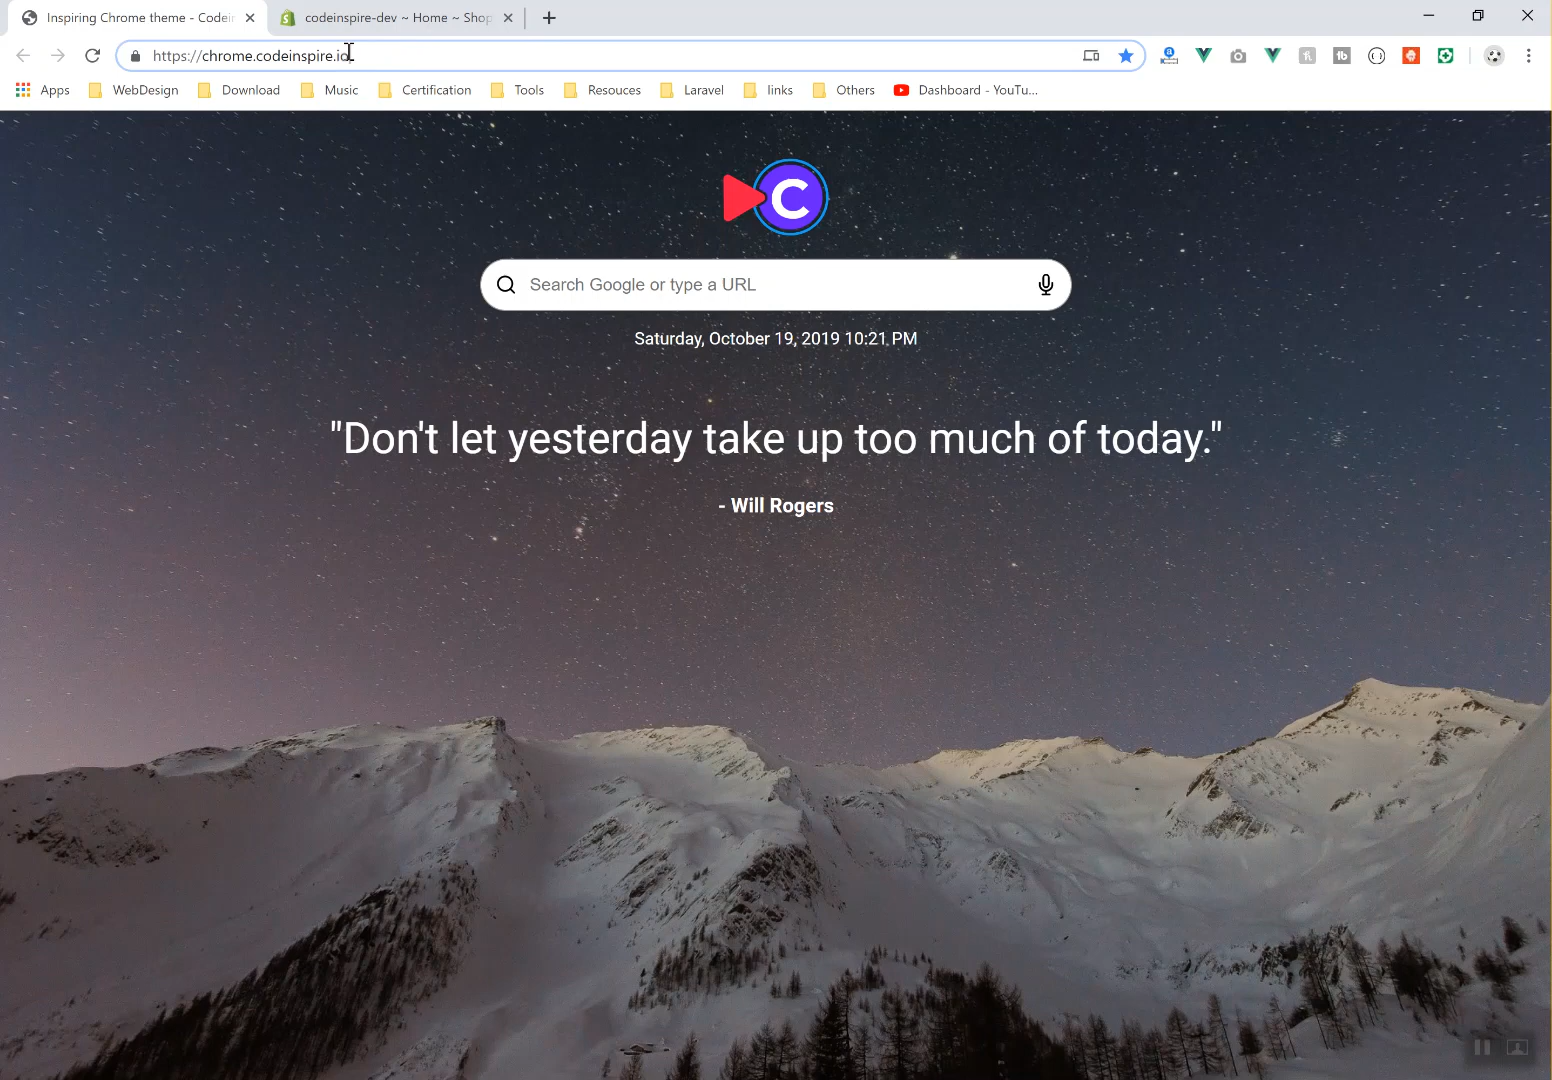 Inspiring Chrome theme - Codein
codeinspire-dev ~ Home ~ Shop
https://chrome.codeinspire.io
Apps
WebDesign
Download
Music
Certification
Tools
Resouces
Laravel
links
Others
Dashboard - YouTu...
C
Search Google or type a URL
Saturday, October 19, 2019 10:21 PM
"Don't let yesterday take up too much of today."
- Will Rogers